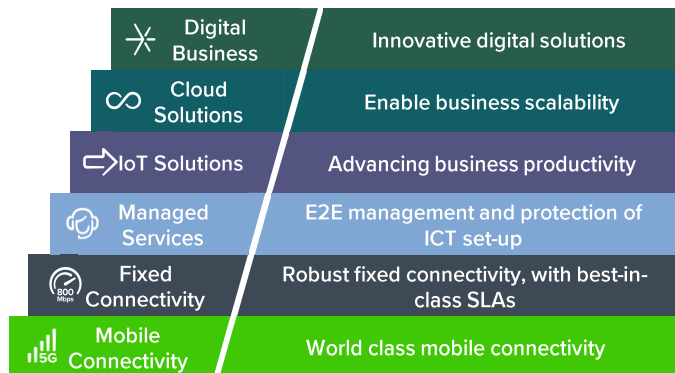 Digital
Business
Innovative digital solutions
Cloud
Solutions
Enable business scalability
IoT Solutions
Advancing business productivity
Managed
Services
E2E management and protection of
ICT set-up
800
Mbps
Fixed
Connectivity
Robust fixed connectivity, with best-in-
class SLAs
5G
Mobile
Connectivity
World class mobile connectivity